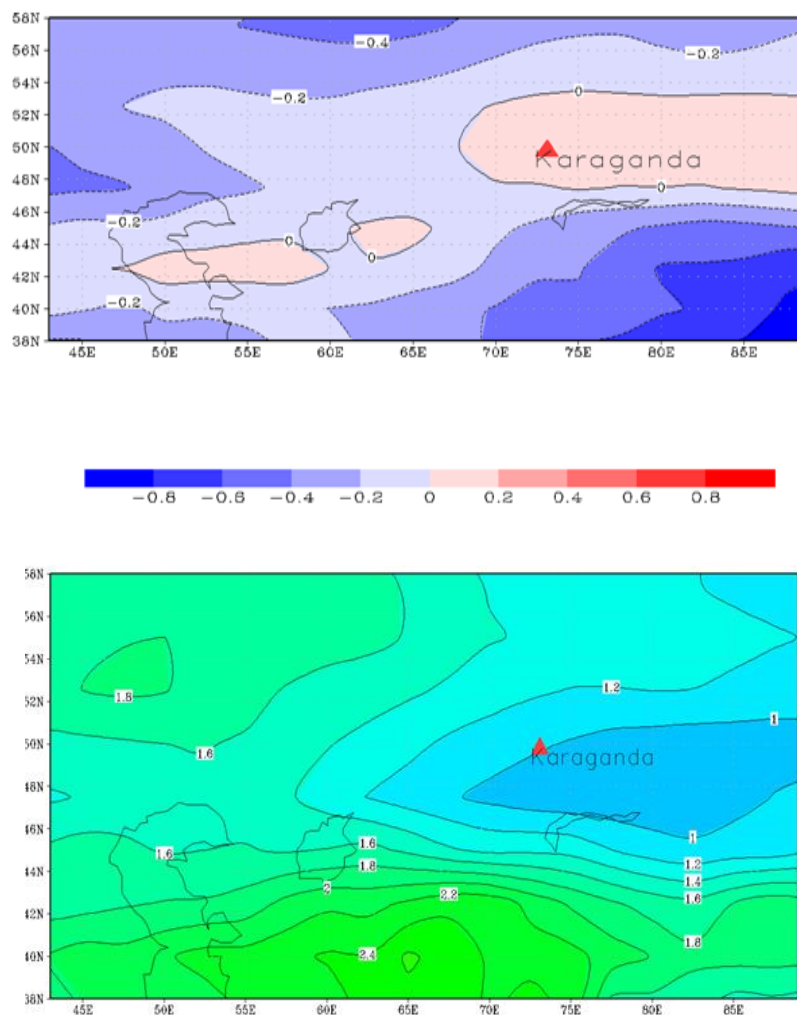 58N
-0.4
56N
-0.2
54N
-0.2
0
52N
50N
Karaganda
48N
0
46N
-0.2
44N
0
0
42N
40N
-0.2
38N
45E 50E 55E 60E 65E 70E 75E 80E 85E
-0.8 -0.6 -0.4 -0.2 0 0.2 0.4 0.6 0.8
58N
56N
54N
1.8
1.2
52N
1
50N
1.6
Karaganda
48N
46N
1
1.6
1.6
1.2
44N
1.8
1.4
2
2.2
1.6
42N
1.8
40N
2.4
38N
45E 50E 55E 60E 65E 70E 75E 80E 85E